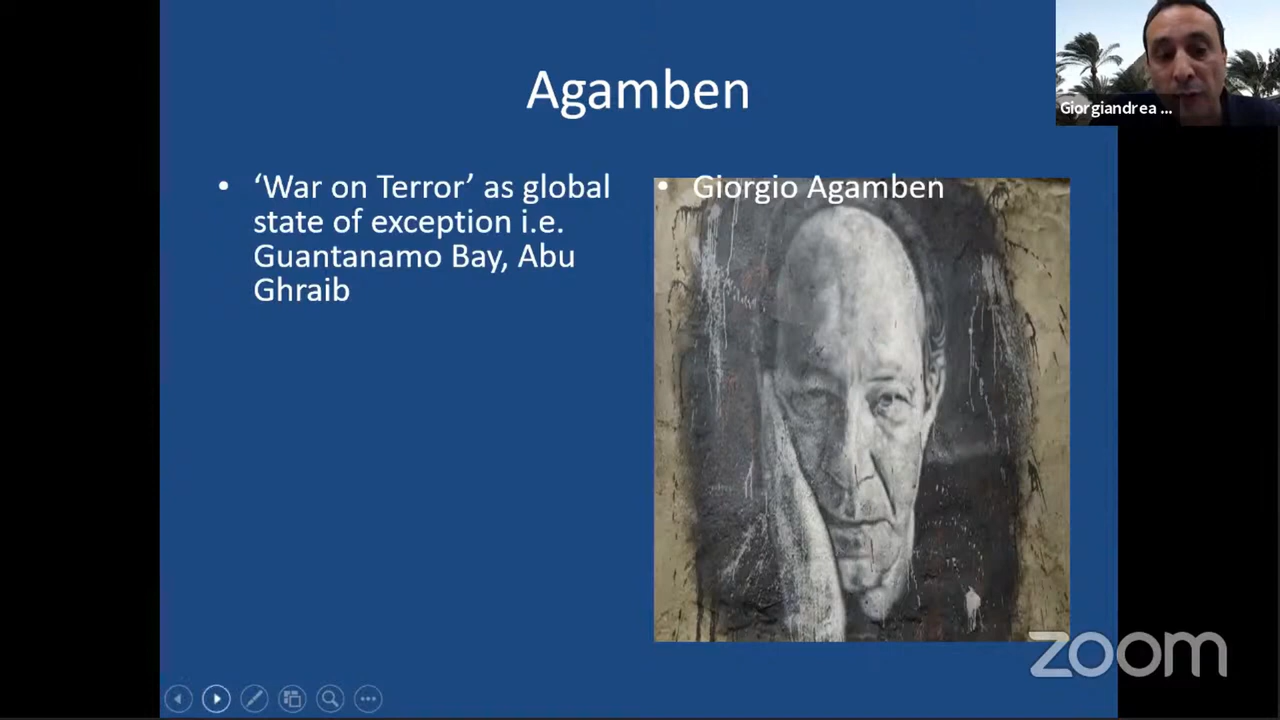 Agamben
Giorgiandrea ...
• ‘War on Terror’ as global
state of exception i.e.
Guantanamo Bay, Abu
Ghraib
• Giorgio Agamben
zoom